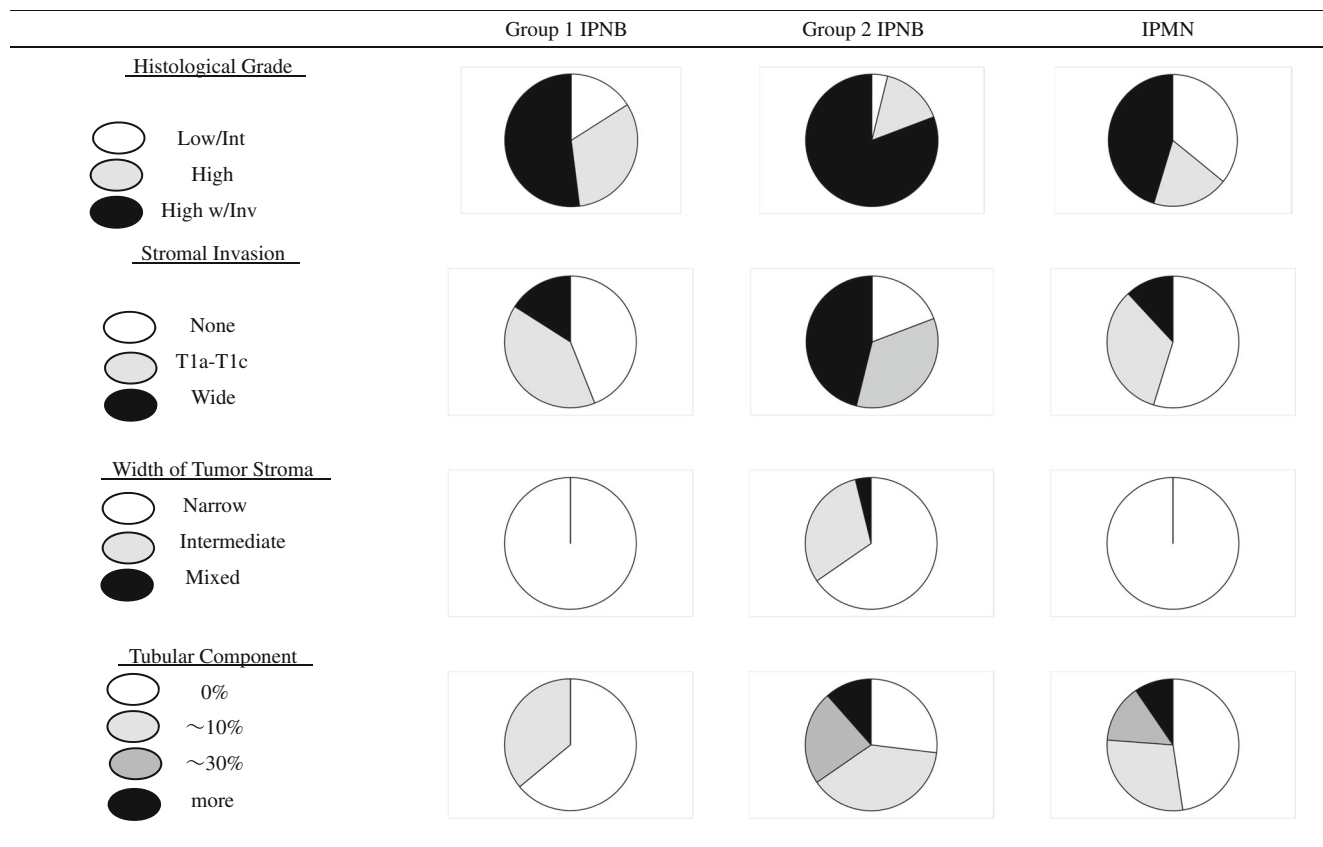 Group 1 IPNB Group 2 IPNB IPMN
Histological Grade
Low/Int
High
High w/Inv
Stromal Invasion
None
T1a-T1c
Wide
Width of Tumor Stroma
Narrow
Intermediate
Mixed
Tubular Component
0%
～10%
～30%
more